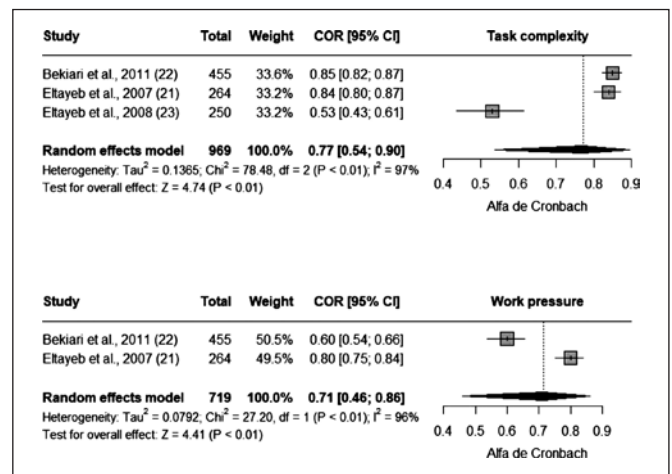 Study Total Weight COR [95% CI] Task complexity
Bekiari et al., 2011 (22) 455 33.6% 0.85 [0.82; 0.87]
Eltayeb et al., 2007 (21) 264 33.2% 0.84 [0.80; 0.87]
Eltayeb et al., 2008 (23) 250 33.2% 0.53 [0.43; 0.61]
Random effects model 969 100.0% 0.77 [0.54; 0.90]
Heterogeneity: Tau² = 0.1365; Chi² = 78.48, df = 2 (P < 0.01); I² = 97%
Test for overall effect: Z = 4.74 (P < 0.01)
0.4 0.5 0.6 0.7 0.8 0.9
Alfa de Cronbach
Study Total Weight COR [95% CI] Work pressure
Bekiari et al., 2011 (22) 455 50.5% 0.60 [0.54; 0.66]
Eltayeb et al., 2007 (21) 264 49.5% 0.80 [0.75; 0.84]
Random effects model 719 100.0% 0.71 [0.46; 0.86]
Heterogeneity: Tau² = 0.0792; Chi² = 27.20, df = 1 (P < 0.01); I² = 96%
Test for overall effect: Z = 4.41 (P < 0.01)
0.4 0.5 0.6 0.7 0.8 0.9
Alfa de Cronbach